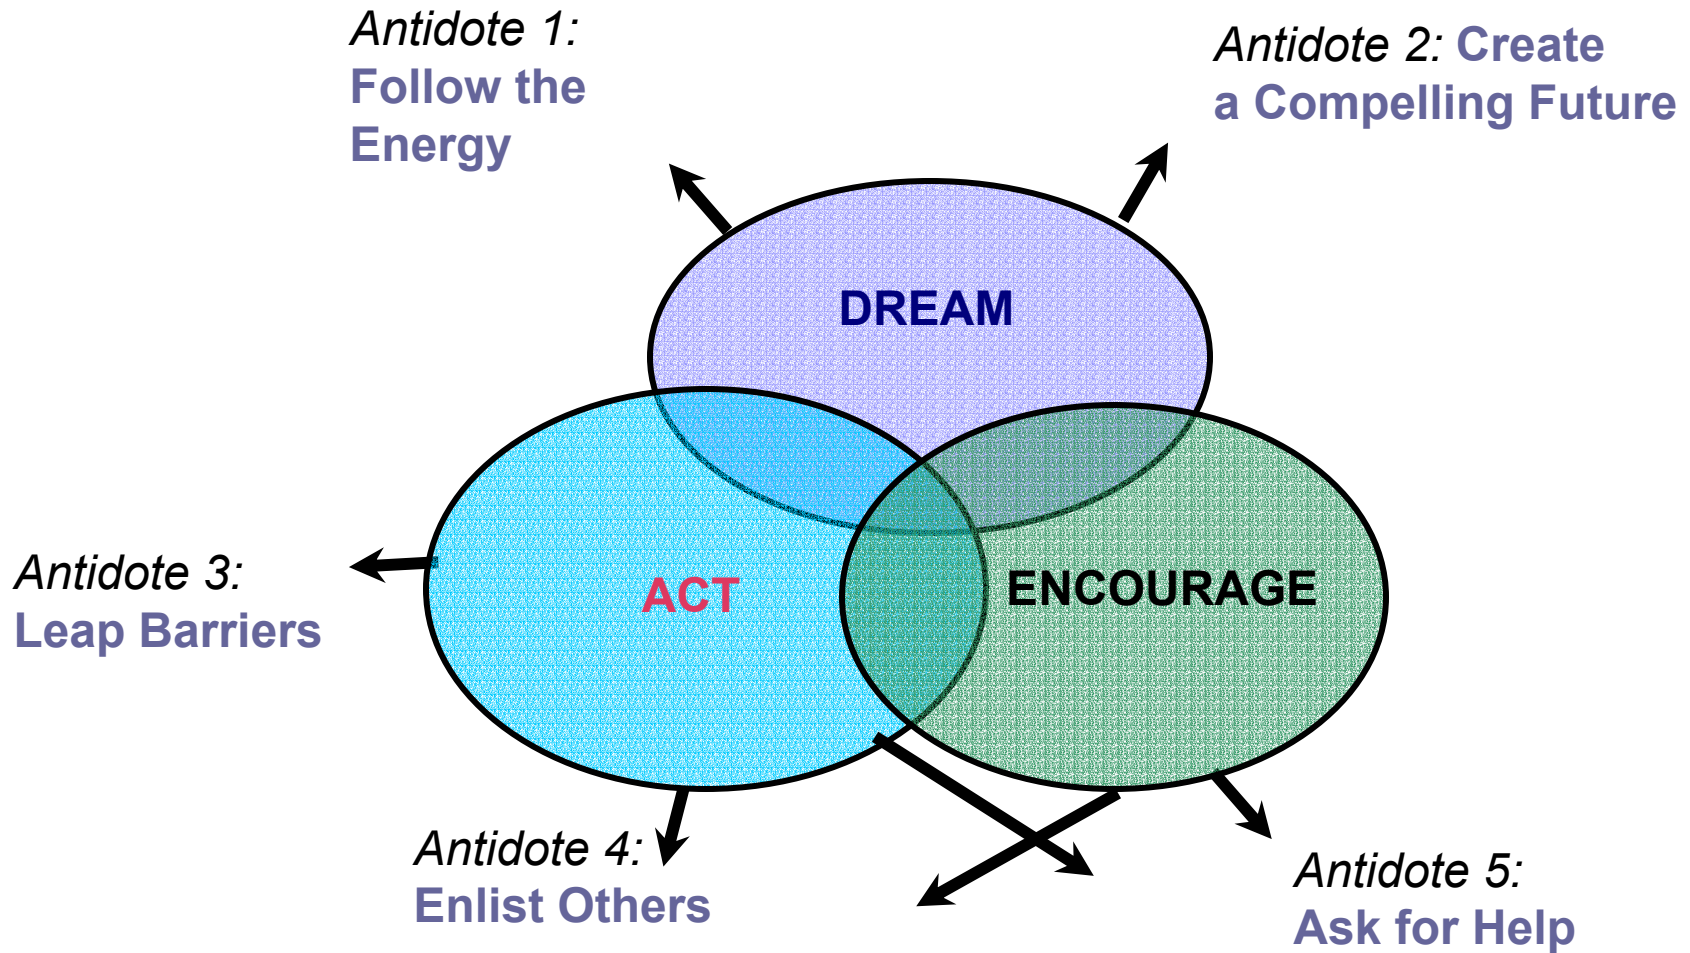 Antidote 1:
Follow the
Energy
Antidote 2: Create
a Compelling Future
DREAM
ACT
ENCOURAGE
Antidote 3:
Leap Barriers
Antidote 4:
Enlist Others
Antidote 5:
Ask for Help